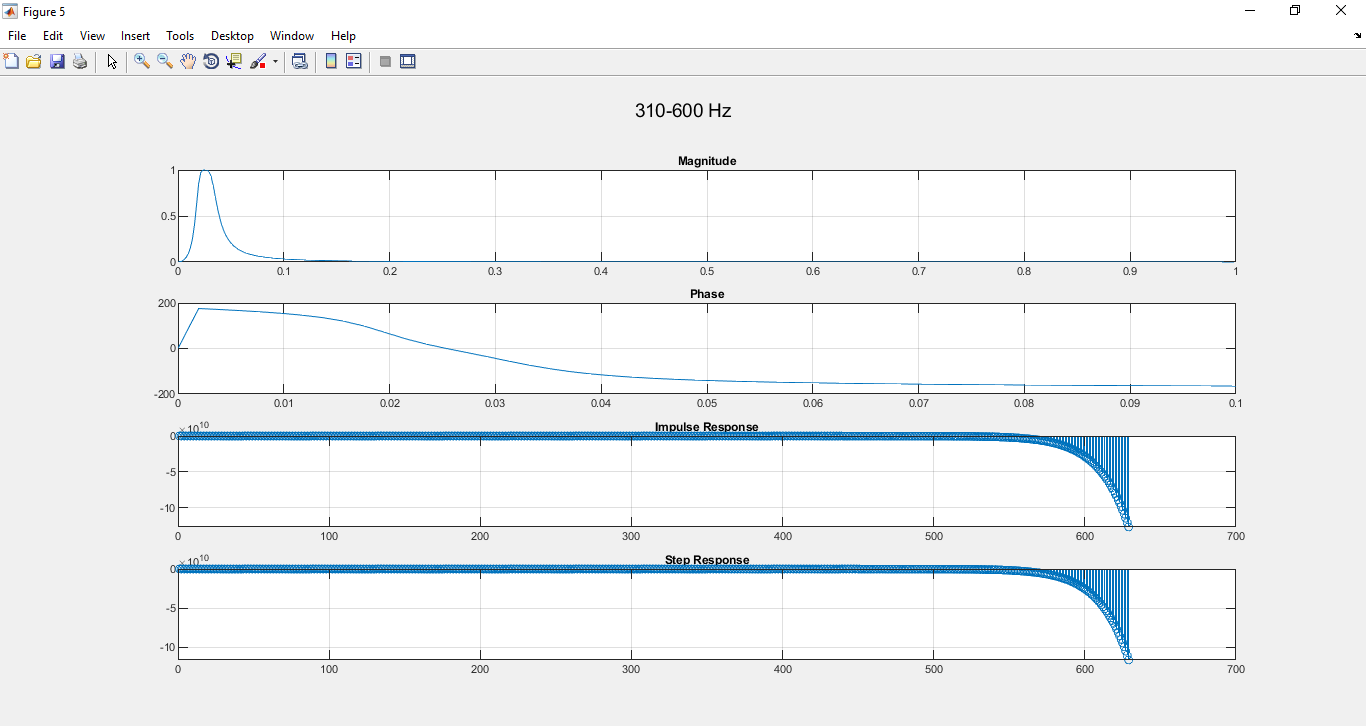 Figure 5
File Edit View Insert Tools Desktop Window Help
310-600 Hz
Magnitude
1
0.5
0
0 0.1 0.2 0.3 0.4 0.5 0.6 0.7 0.8 0.9 1
Phase
200
0
-200
0 0.01 0.02 0.03 0.04 0.05 0.06 0.07 0.08 0.09 0.1
×10^10 Impulse Response
0
-5
-10
0 100 200 300 400 500 600 700
×10^10 Step Response
0
-5
-10
0 100 200 300 400 500 600 700